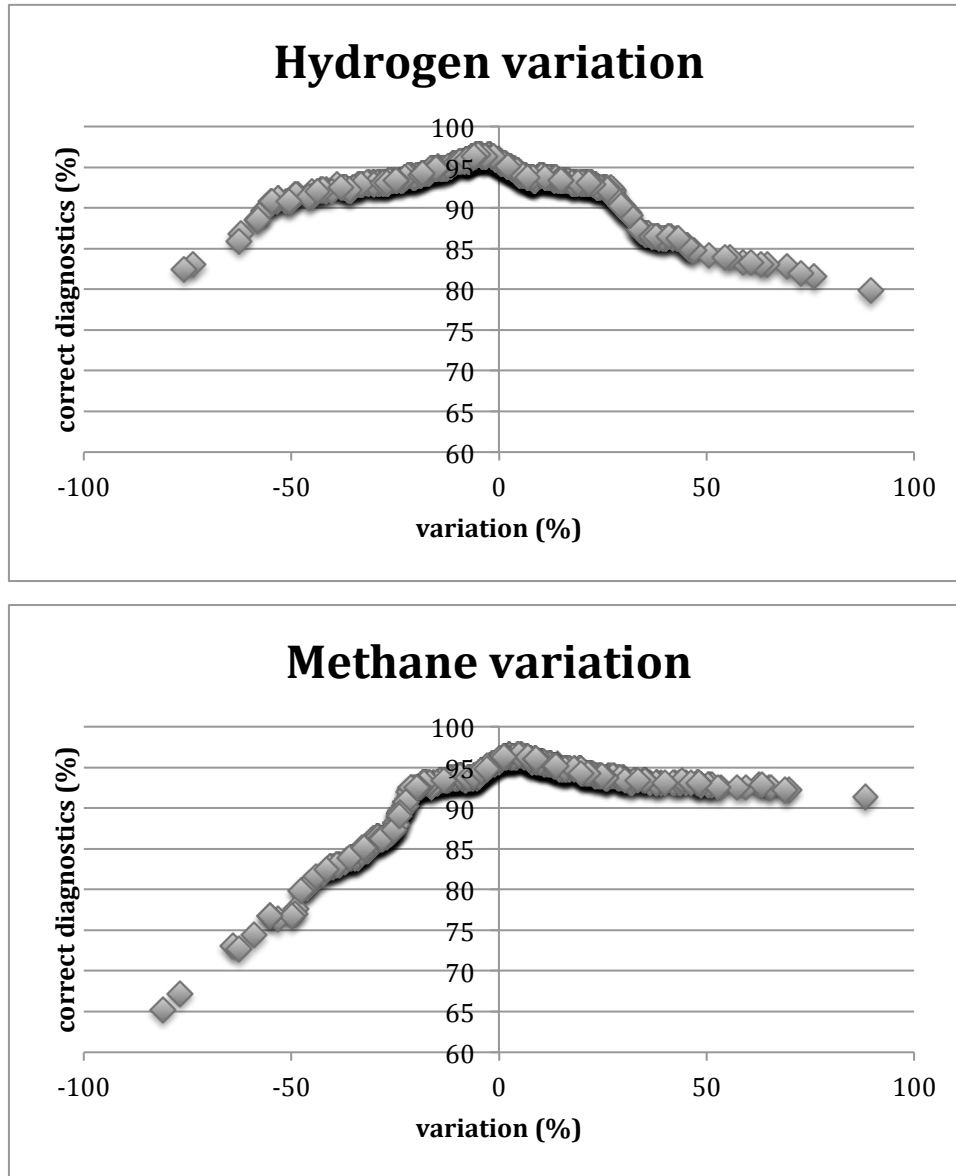 Hydrogen variation
correct diagnostics (%)
100
95
90
85
80
75
70
65
60
-100 -50 0 50 100
variation (%)
Methane variation
correct diagnostics (%)
100
95
90
85
80
75
70
65
60
-100 -50 0 50 100
variation (%)